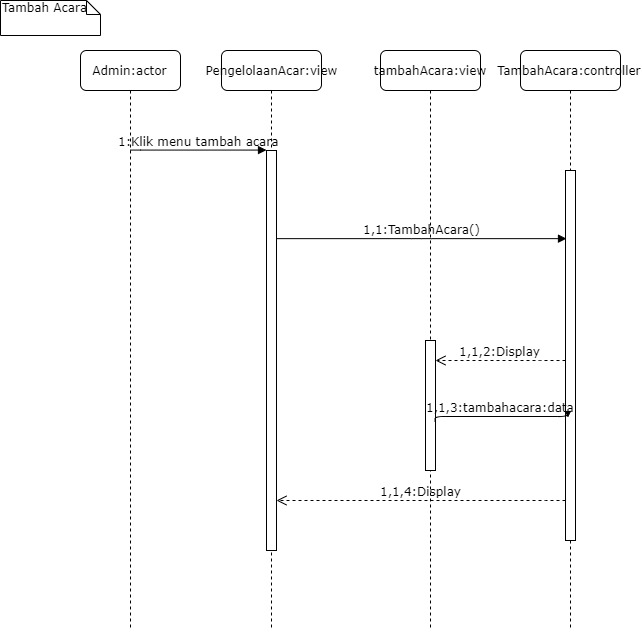 Tambah Acara
Admin:actor
PengelolaanAcar:view
tambahAcara:view
TambahAcara:controller
1:Klik menu tambah acara
1,1:TambahAcara()
1,1,2:Display
1,1,3:tambahacara:data
1,1,4:Display